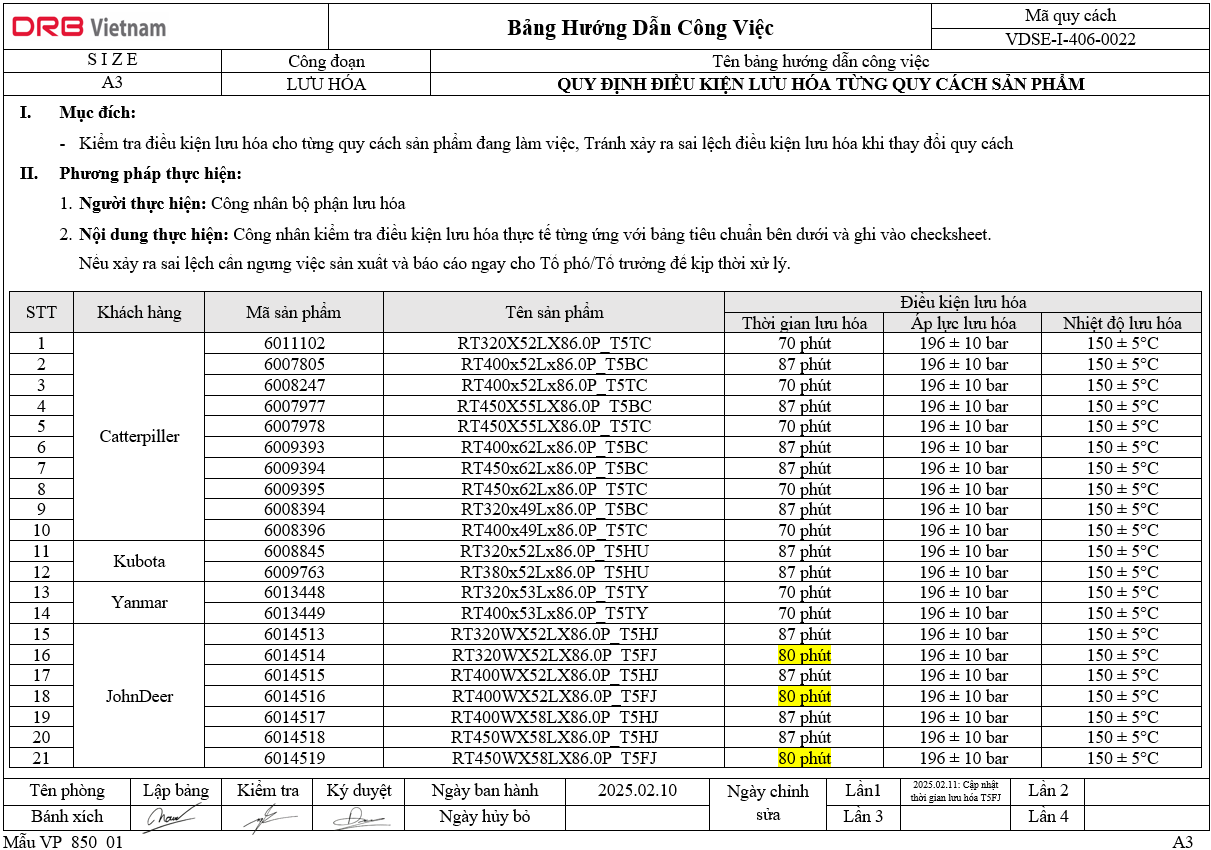 DRB Vietnam
Bảng Hướng Dẫn Công Việc
Mã quy cách
VDSE-I-406-0022
S I Z E
Công đoạn
Tên bảng hướng dẫn công việc
A3
LƯU HÓA
QUY ĐỊNH ĐIỀU KIỆN LƯU HÓA TỪNG QUY CÁCH SẢN PHẨM
I. Mục đích:
- Kiểm tra điều kiện lưu hóa cho từng quy cách sản phẩm đang làm việc, Tránh xảy ra sai lệch điều kiện lưu hóa khi thay đổi quy cách
II. Phương pháp thực hiện:
1. Người thực hiện: Công nhân bộ phận lưu hóa
2. Nội dung thực hiện: Công nhân kiểm tra điều kiện lưu hóa thực tế từng ứng với bảng tiêu chuẩn bên dưới và ghi vào checksheet.
Nếu xảy ra sai lệch cần ngưng việc sản xuất và báo cáo ngay cho Tổ phó/Tổ trưởng để kịp thời xử lý.
STT Khách hàng Mã sản phẩm Tên sản phẩm Điều kiện lưu hóa
Thời gian lưu hóa Áp lực lưu hóa Nhiệt độ lưu hóa
1 6011102 RT320X52LX86.0P_T5TC 70 phút 196 ± 10 bar 150 ± 5°C
2 6007805 RT400x52Lx86.0P_T5BC 87 phút 196 ± 10 bar 150 ± 5°C
3 6008247 RT400x52Lx86.0P_T5TC 70 phút 196 ± 10 bar 150 ± 5°C
4 6007977 RT450X55LX86.0P_T5BC 87 phút 196 ± 10 bar 150 ± 5°C
5 6007978 RT450X55LX86.0P_T5TC 70 phút 196 ± 10 bar 150 ± 5°C
Catterpiller
6 6009393 RT400x62Lx86.0P_T5BC 87 phút 196 ± 10 bar 150 ± 5°C
7 6009394 RT450x62Lx86.0P_T5BC 87 phút 196 ± 10 bar 150 ± 5°C
8 6009395 RT450x62Lx86.0P_T5TC 70 phút 196 ± 10 bar 150 ± 5°C
9 6008394 RT320x49Lx86.0P_T5BC 87 phút 196 ± 10 bar 150 ± 5°C
10 6008396 RT400x49Lx86.0P_T5TC 70 phút 196 ± 10 bar 150 ± 5°C
11 6008845 RT320x52Lx86.0P_T5HU 87 phút 196 ± 10 bar 150 ± 5°C
Kubota
12 6009763 RT380x52Lx86.0P_T5HU 87 phút 196 ± 10 bar 150 ± 5°C
13 6013448 RT320x53Lx86.0P_T5TY 70 phút 196 ± 10 bar 150 ± 5°C
Yanmar
14 6013449 RT400x53Lx86.0P_T5TY 70 phút 196 ± 10 bar 150 ± 5°C
15 6014513 RT320WX52LX86.0P_T5HJ 87 phút 196 ± 10 bar 150 ± 5°C
16 6014514 RT320WX52LX86.0P_T5FJ 80 phút 196 ± 10 bar 150 ± 5°C
17 6014515 RT400WX52LX86.0P_T5HJ 87 phút 196 ± 10 bar 150 ± 5°C
18 JohnDeer 6014516 RT400WX52LX86.0P_T5FJ 80 phút 196 ± 10 bar 150 ± 5°C
19 6014517 RT400WX58LX86.0P_T5HJ 87 phút 196 ± 10 bar 150 ± 5°C
20 6014518 RT450WX58LX86.0P_T5HJ 87 phút 196 ± 10 bar 150 ± 5°C
21 6014519 RT450WX58LX86.0P_T5FJ 80 phút 196 ± 10 bar 150 ± 5°C
Tên phòng Lập bảng Kiểm tra Ký duyệt Ngày ban hành 2025.02.10 Ngày chỉnh sửa Lần1 2025.02.11: Cập nhật thời gian lưu hóa T5FJ Lần 2
Bánh xích Ngày hủy bỏ Lần 3 Lần 4
Mẫu VP_850_01
A3